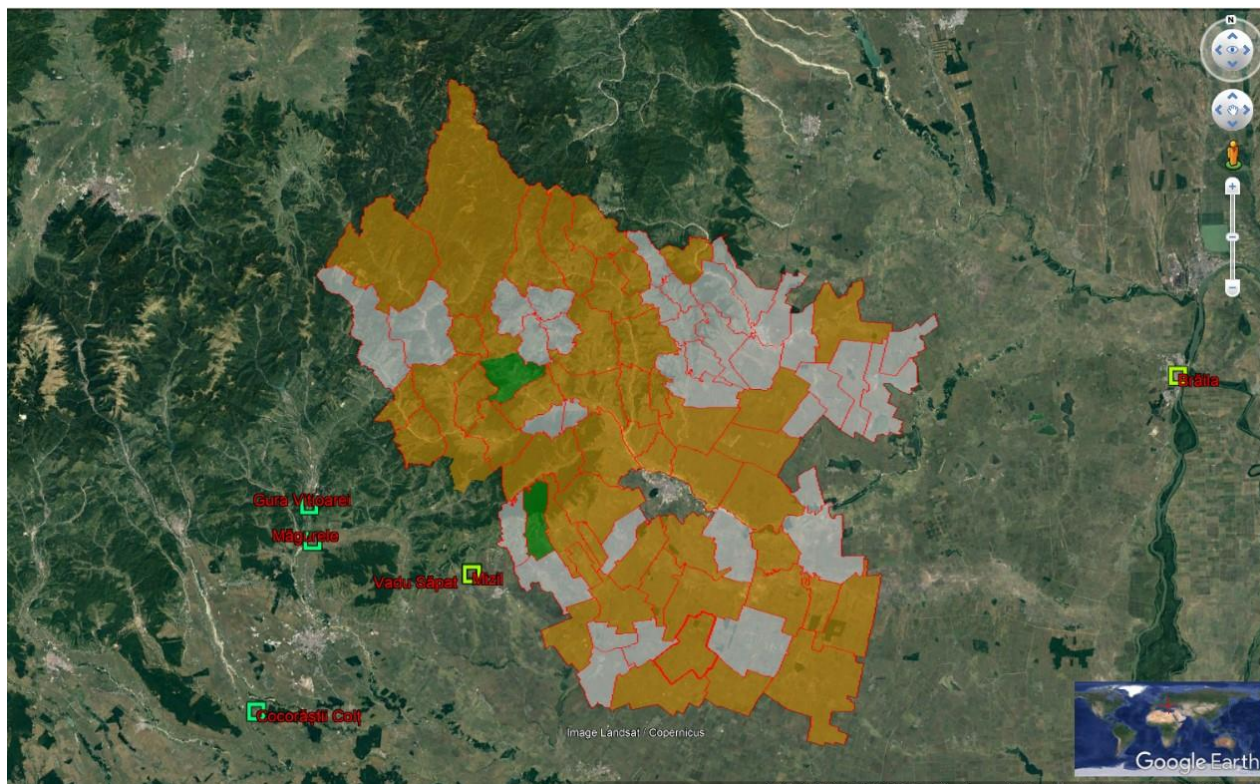 N
Brăila
Gura Vitioarei
Măgurele
Vadu Săpat
Mizil
Cocorăștii Colț
Image Landsat / Copernicus
Google Earth